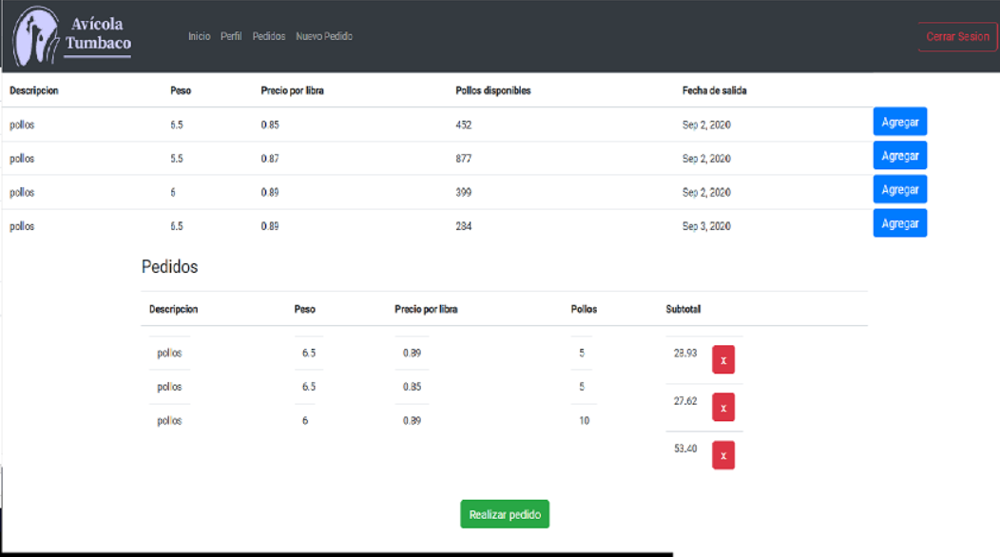 Avícola
Tumbaco
Inicio Perfil Pedidos Nuevo Pedido
Cerrar Sesion
Descripcion Peso Precio por libra Pollos disponibles Fecha de salida
pollos 6.5 0.85 452 Sep 2, 2020 Agregar
pollos 5.5 0.87 877 Sep 2, 2020 Agregar
pollos 6 0.89 399 Sep 2, 2020 Agregar
pollos 6.5 0.89 284 Sep 3, 2020 Agregar
Pedidos
Descripcion Peso Precio por libra Pollos Subtotal
pollos 6.5 0.89 5 28.93 x
pollos 6.5 0.85 5 27.62 x
pollos 6 0.89 10 53.40 x
Realizar pedido